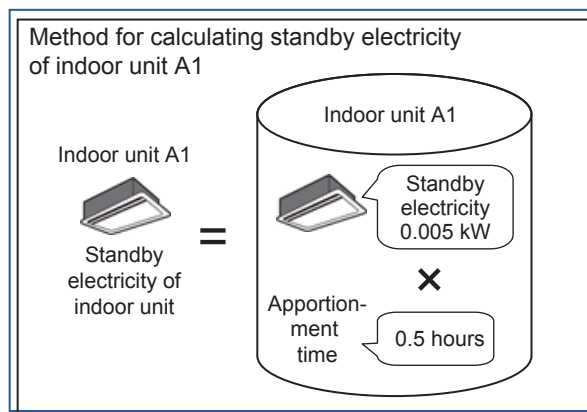 Method for calculating standby electricity
of indoor unit A1
Indoor unit A1
Indoor unit A1
Standby
electricity
0.005 kW
=
Standby
electricity of
indoor unit
×
Apportion-
ment
time
0.5 hours